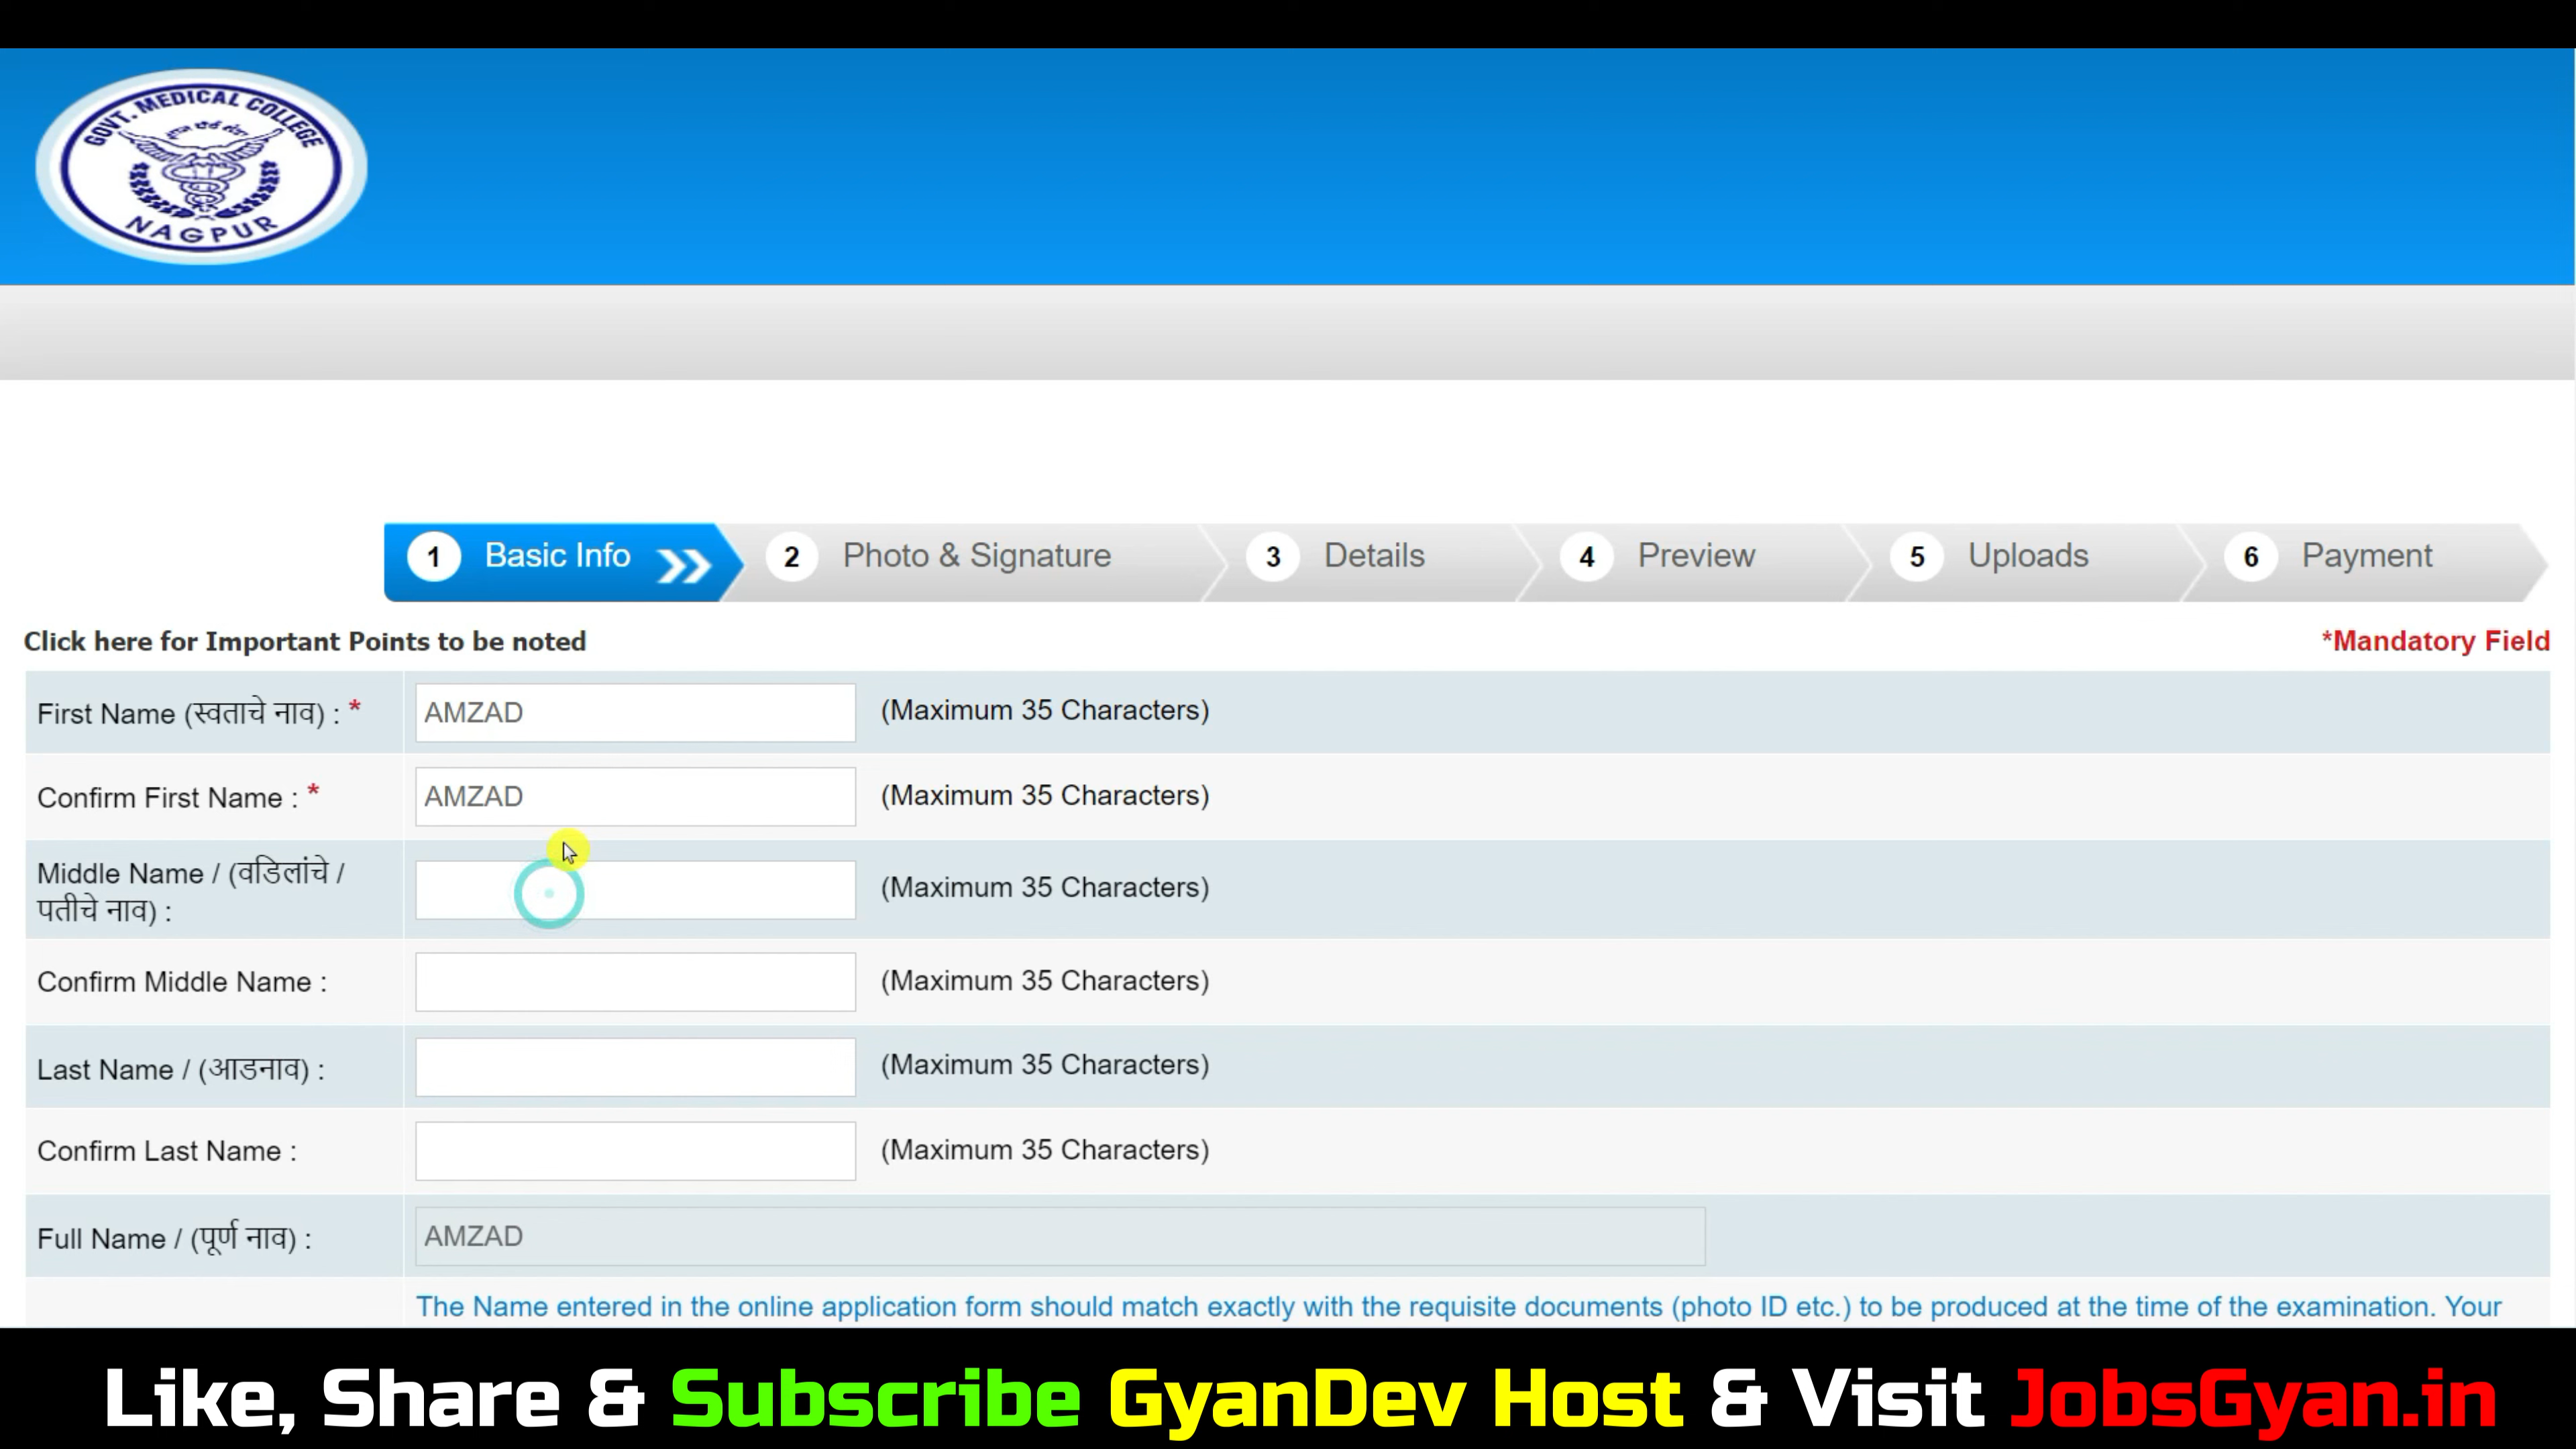 GOVT. MEDICAL COLLEGE
NAGPUR
1 Basic Info
2 Photo & Signature
3 Details
4 Preview
5 Uploads
6 Payment
Click here for Important Points to be noted
*Mandatory Field
First Name (स्वताचे नाव) : * AMZAD (Maximum 35 Characters)
Confirm First Name : * AMZAD (Maximum 35 Characters)
Middle Name / (वडिलांचे /
पतीचे नाव) : (Maximum 35 Characters)
Confirm Middle Name : (Maximum 35 Characters)
Last Name / (आडनाव) : (Maximum 35 Characters)
Confirm Last Name : (Maximum 35 Characters)
Full Name / (पूर्ण नाव) : AMZAD
The Name entered in the online application form should match exactly with the requisite documents (photo ID etc.) to be produced at the time of the examination. Your
Like, Share & Subscribe GyanDev Host & Visit JobsGyan.in